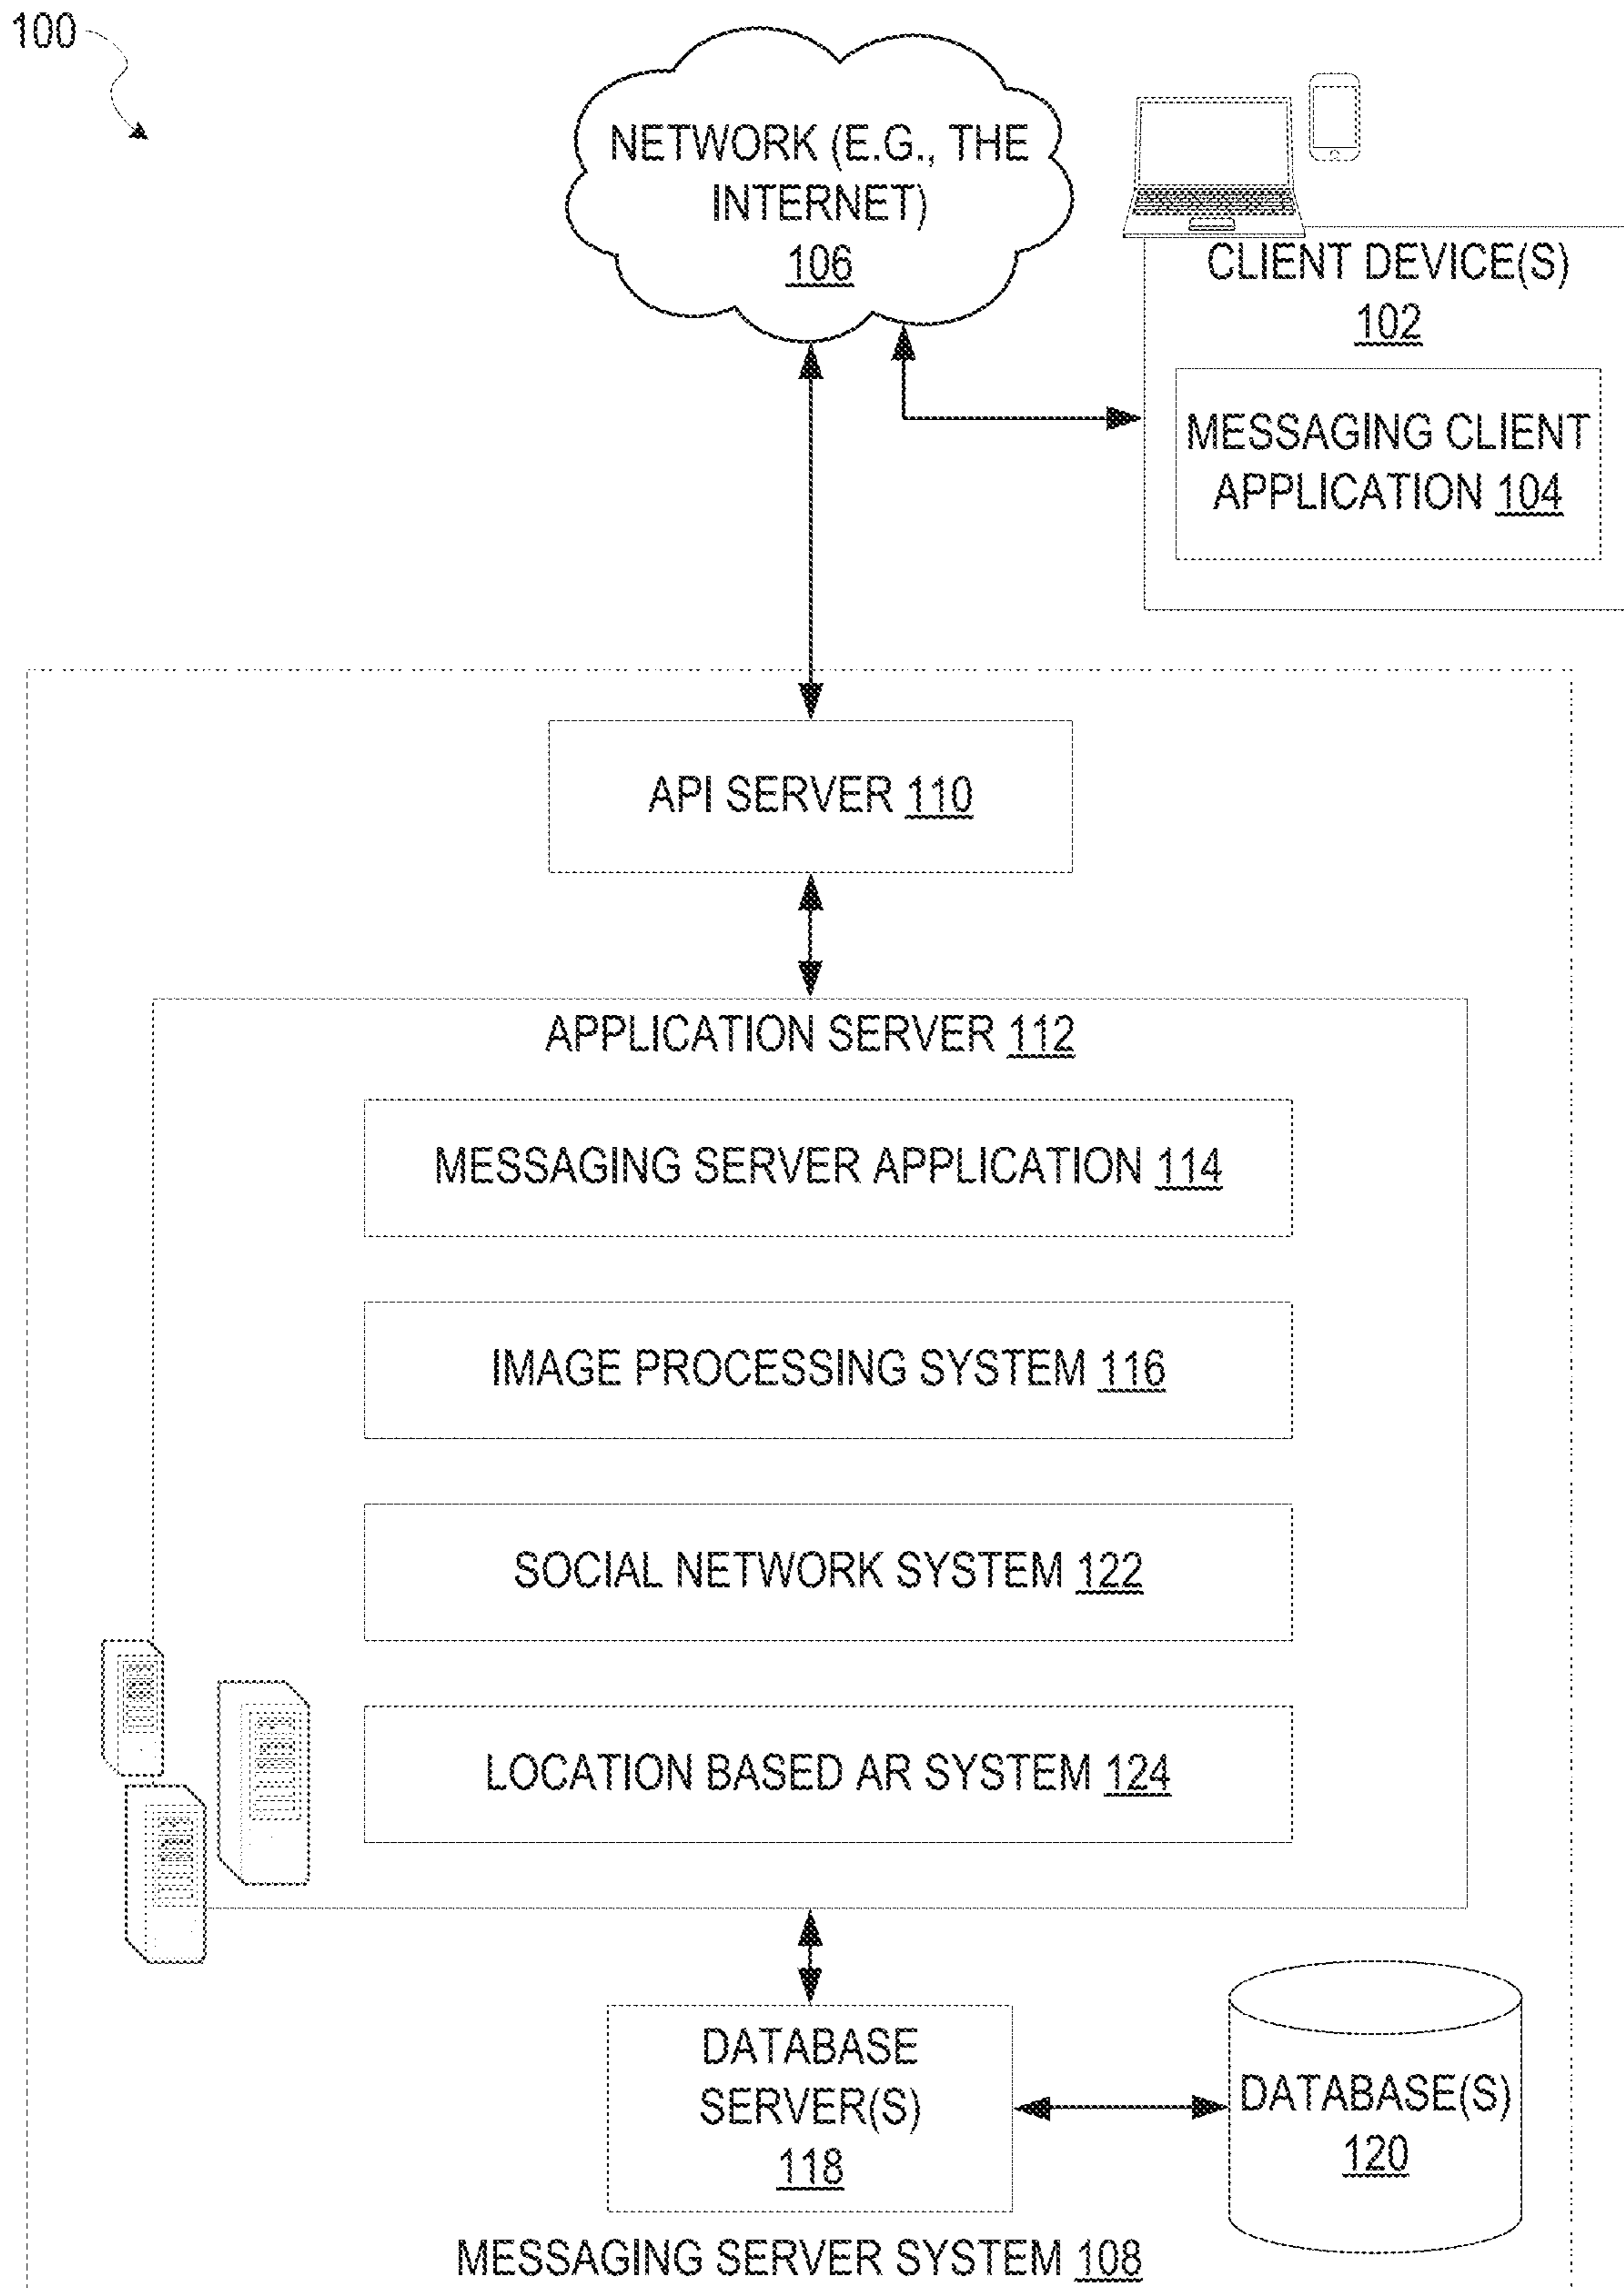 100
NETWORK (E.G., THE
INTERNET)
106
CLIENT DEVICE(S)
102
MESSAGING CLIENT
APPLICATION 104
API SERVER 110
APPLICATION SERVER 112
MESSAGING SERVER APPLICATION 114
IMAGE PROCESSING SYSTEM 116
SOCIAL NETWORK SYSTEM 122
LOCATION BASED AR SYSTEM 124
DATABASE
SERVER(S)
118
DATABASE(S)
120
MESSAGING SERVER SYSTEM 108